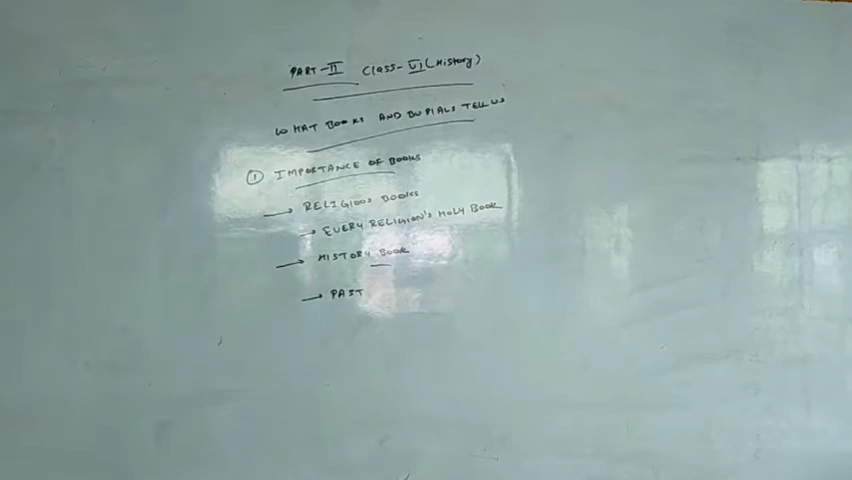 PART-II Class-VI (History)
WHAT BOOKS AND BURIALS TELL US
① IMPORTANCE OF BOOKS
→ RELIGIOUS BOOKS
→ EVERY RELIGION'S HOLY BOOK
→ HISTORY BOOK
→ PAST